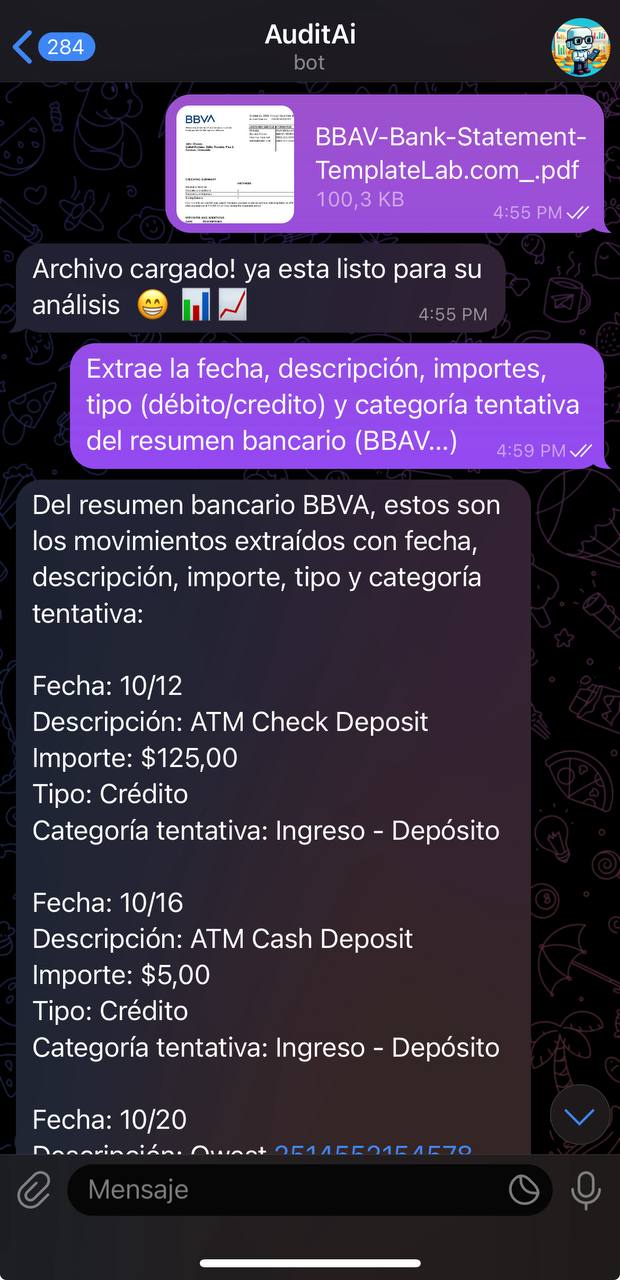 284
AuditAi
bot
BBVA
BBAV-Bank-Statement-
TemplateLab.com_.pdf
100,3 KB
4:55 PM
Archivo cargado! ya esta listo para su
análisis 😁 📊 📈
4:55 PM
Extrae la fecha, descripción, importes,
tipo (débito/credito) y categoría tentativa
del resumen bancario (BBAV...)
4:59 PM
Del resumen bancario BBVA, estos son
los movimientos extraídos con fecha,
descripción, importe, tipo y categoría
tentativa:
Fecha: 10/12
Descripción: ATM Check Deposit
Importe: $125,00
Tipo: Crédito
Categoría tentativa: Ingreso - Depósito
Fecha: 10/16
Descripción: ATM Cash Deposit
Importe: $5,00
Tipo: Crédito
Categoría tentativa: Ingreso - Depósito
Fecha: 10/20
Descripción: Qwest 2514552154578
Mensaje